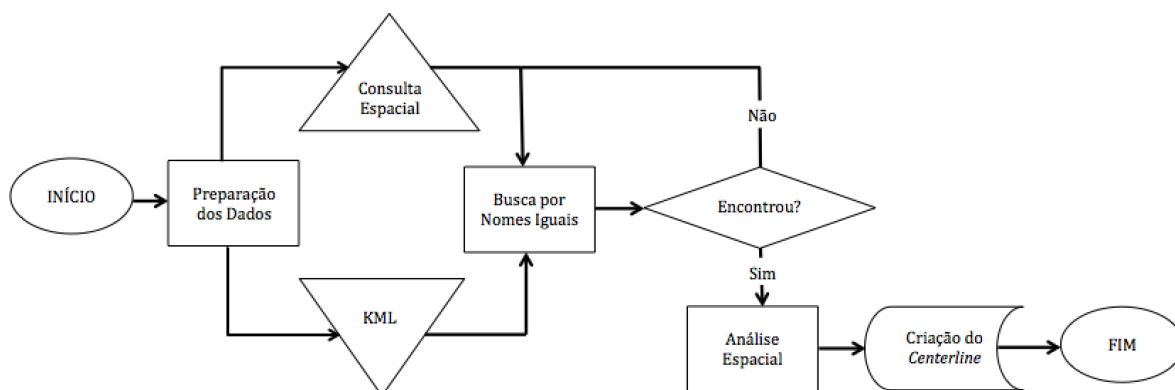 INÍCIO
Preparação
dos Dados
Consulta
Espacial
KML
Busca por
Nomes Iguais
Encontrou?
Não
Sim
Análise
Espacial
Criação do
Centerline
FIM